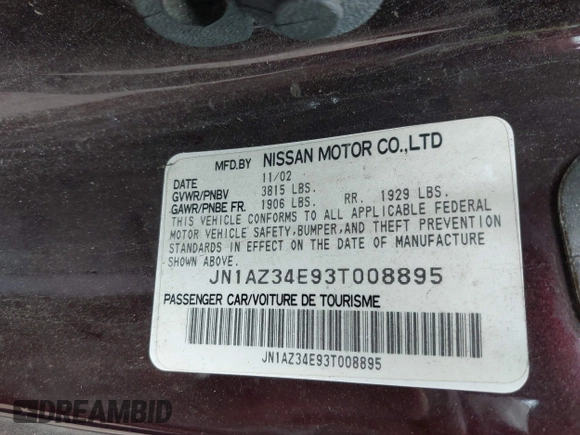 MFD.BY NISSAN MOTOR CO.,LTD
DATE 11/02
GVWR/PNBV 3815 LBS.
GAWR/PNBE FR. 1906 LBS. RR. 1929 LBS.
THIS VEHICLE CONFORMS TO ALL APPLICABLE FEDERAL
MOTOR VEHICLE SAFETY, BUMPER, AND THEFT PREVENTION
STANDARDS IN EFFECT ON THE DATE OF MANUFACTURE
SHOWN ABOVE.
JN1AZ34E93T008895
PASSENGER CAR/VOITURE DE TOURISME
JN1AZ34E93T008895
DREAMBID